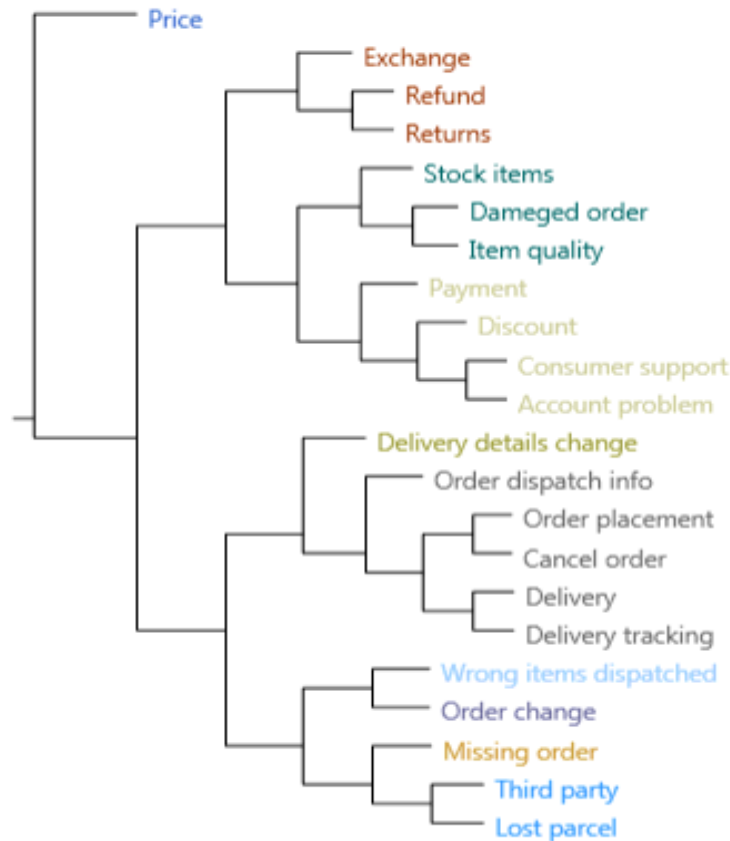 Price
Exchange
Refund
Returns
Stock items
Dameged order
Item quality
Payment
Discount
Consumer support
Account problem
Delivery details change
Order dispatch info
Order placement
Cancel order
Delivery
Delivery tracking
Wrong items dispatched
Order change
Missing order
Third party
Lost parcel